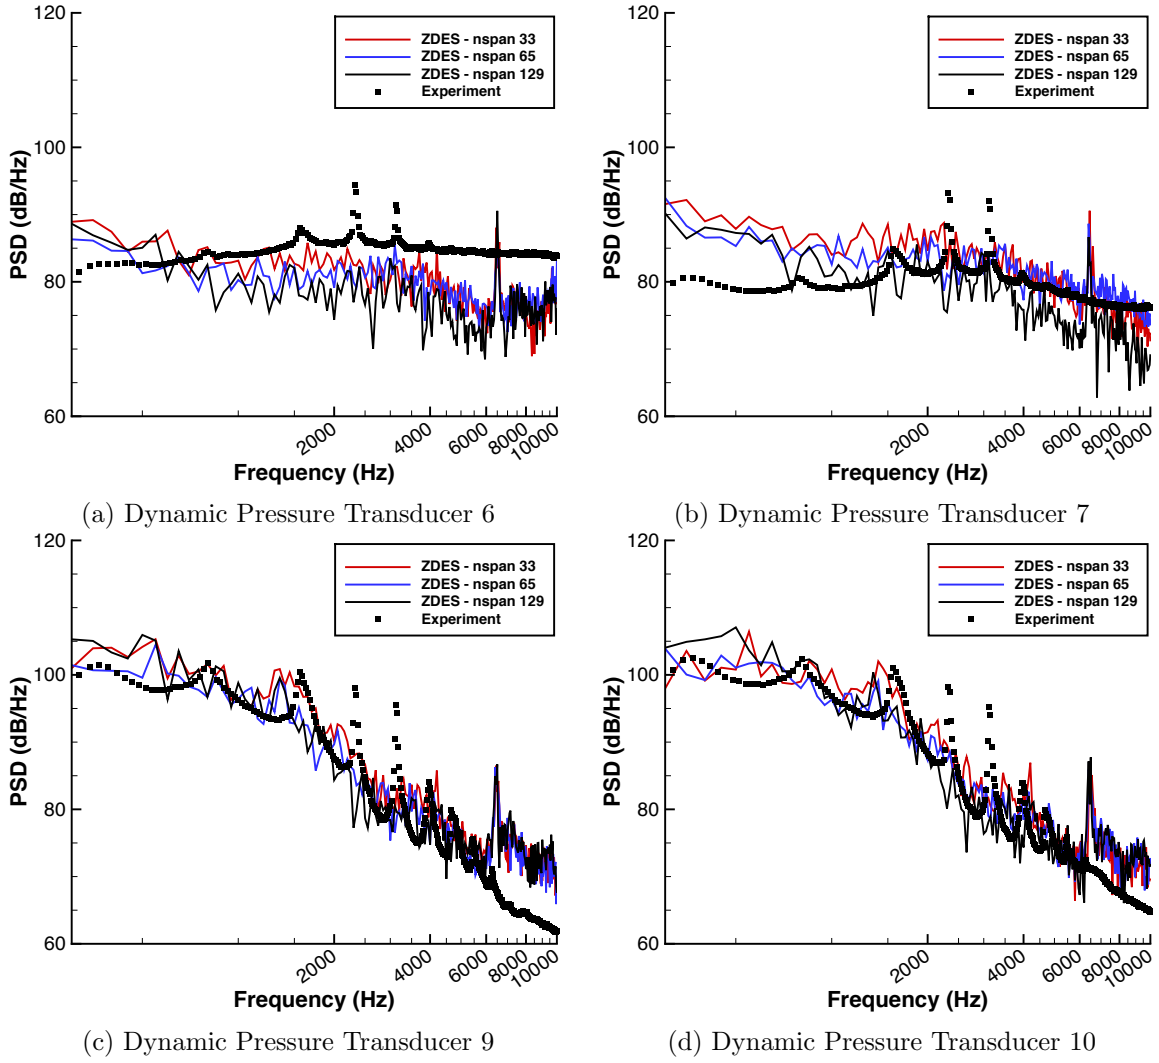 120
100
80
60
PSD (dB/Hz)
ZDES - nspan 33
ZDES - nspan 65
ZDES - nspan 129
Experiment
2000
4000
6000
8000
10000
Frequency (Hz)
(a) Dynamic Pressure Transducer 6
120
100
80
60
PSD (dB/Hz)
ZDES - nspan 33
ZDES - nspan 65
ZDES - nspan 129
Experiment
2000
4000
6000
8000
10000
Frequency (Hz)
(b) Dynamic Pressure Transducer 7
120
100
80
60
PSD (dB/Hz)
ZDES - nspan 33
ZDES - nspan 65
ZDES - nspan 129
Experiment
2000
4000
6000
8000
10000
Frequency (Hz)
(c) Dynamic Pressure Transducer 9
120
100
80
60
PSD (dB/Hz)
ZDES - nspan 33
ZDES - nspan 65
ZDES - nspan 129
Experiment
2000
4000
6000
8000
10000
Frequency (Hz)
(d) Dynamic Pressure Transducer 10